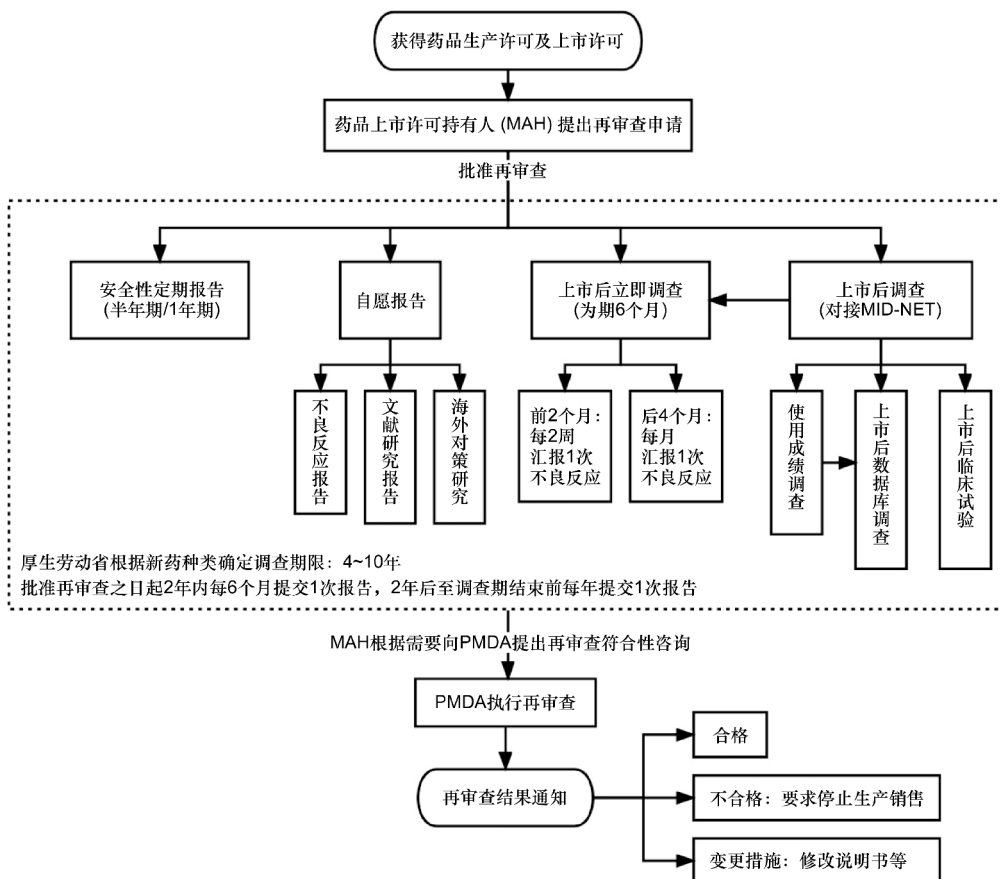 获得药品生产许可及上市许可
药品上市许可持有人 (MAH) 提出再审查申请
批准再审查
安全性定期报告
(半年期/1年期)
自愿报告
上市后立即调查
(为期6个月)
上市后调查
(对接MID-NET)
不良反应报告
文献研究报告
海外对策研究
前2个月：
每2周
汇报1次
不良反应
后4个月：
每月
汇报1次
不良反应
使用成绩调查
上市后数据库调查
上市后临床试验
厚生劳动省根据新药种类确定调查期限：4~10年
批准再审查之日起2年内每6个月提交1次报告，2年后至调查期结束前每年提交1次报告
MAH根据需要向PMDA提出再审查符合性咨询
PMDA执行再审查
再审查结果通知
合格
不合格：要求停止生产销售
变更措施：修改说明书等